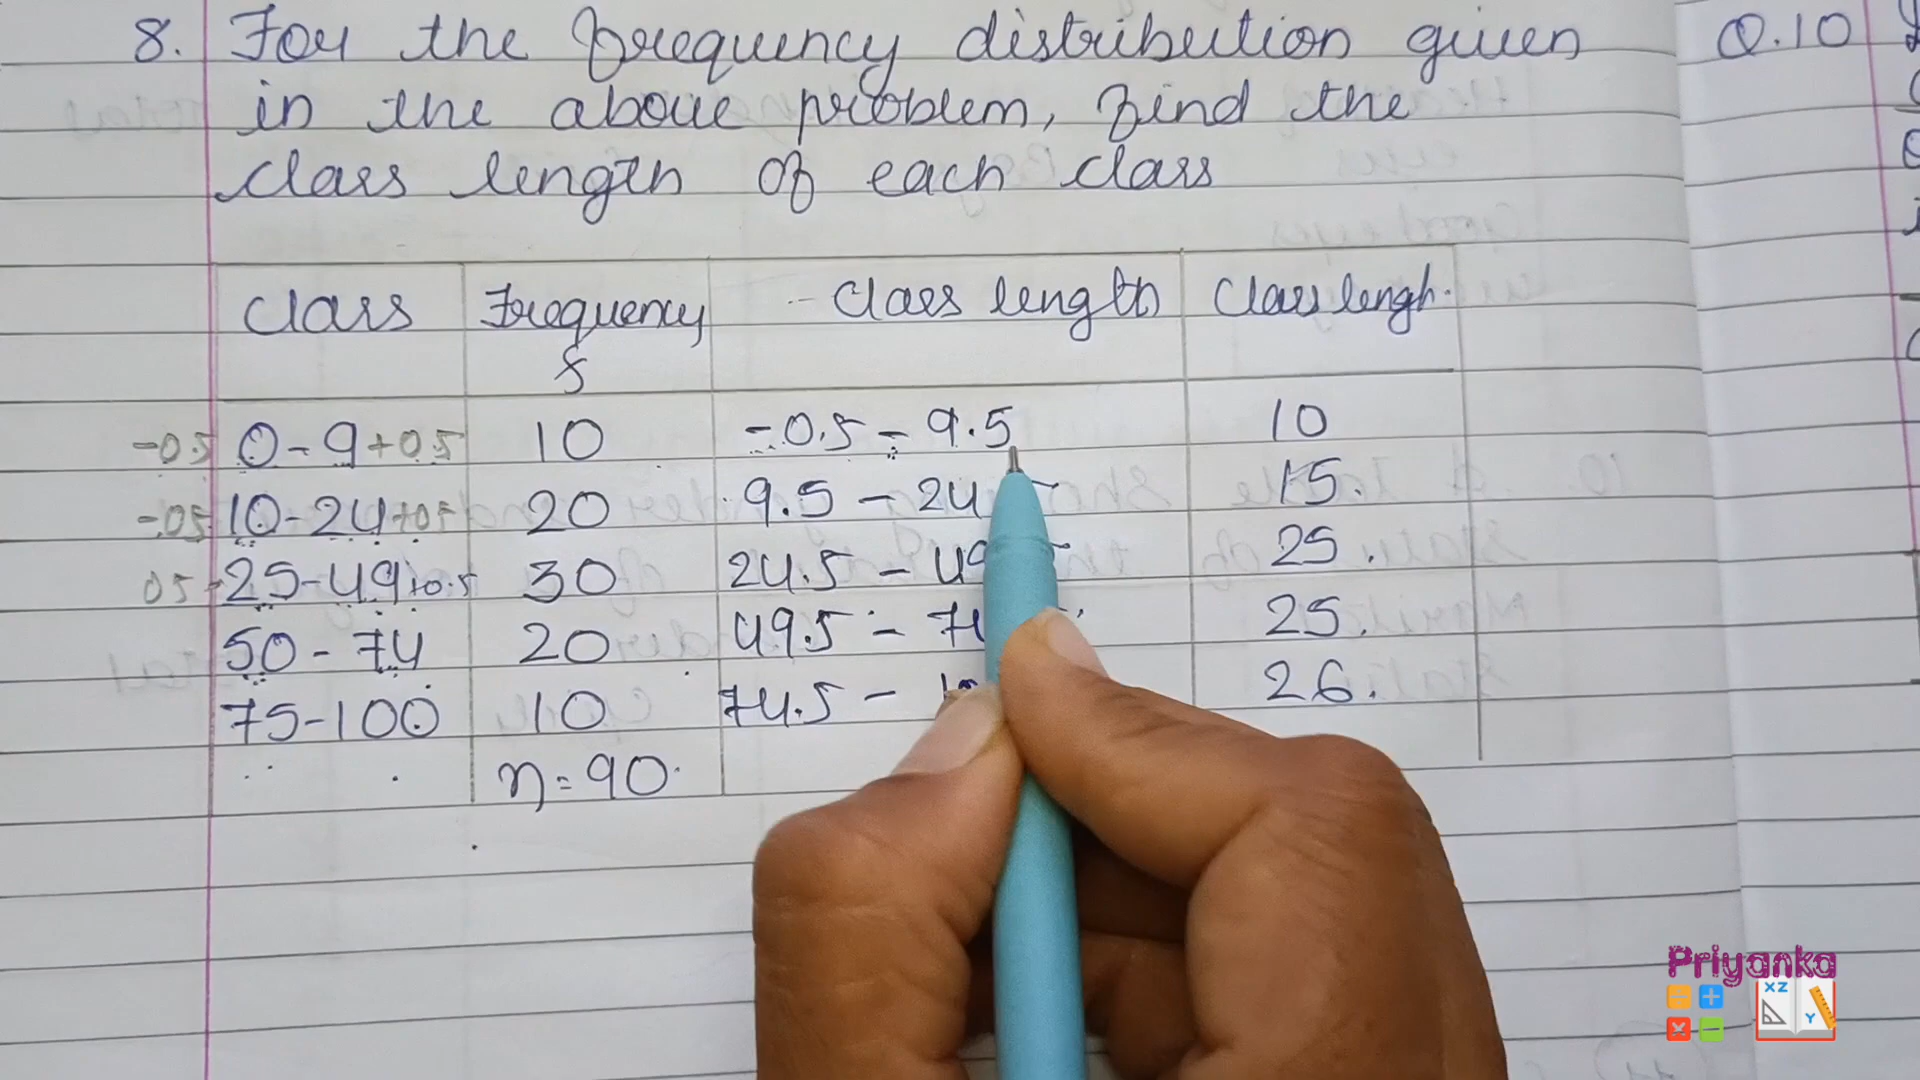 8. For the frequency distribution given
in the above problem, find the
class length of each class
Q.10
Class Frequency f Class length Class lengh.
-0.5 0-9+0.5 10 -0.5 - 9.5 10
-0.5 10-24+0.5 20 9.5 - 24 15.
0.5- 25-49+0.5 30 24.5 - 49 25.
50-74 20 49.5 - 25.
75-100 10 74.5 - 26.
n=90.
Priyanka
XZ
Y